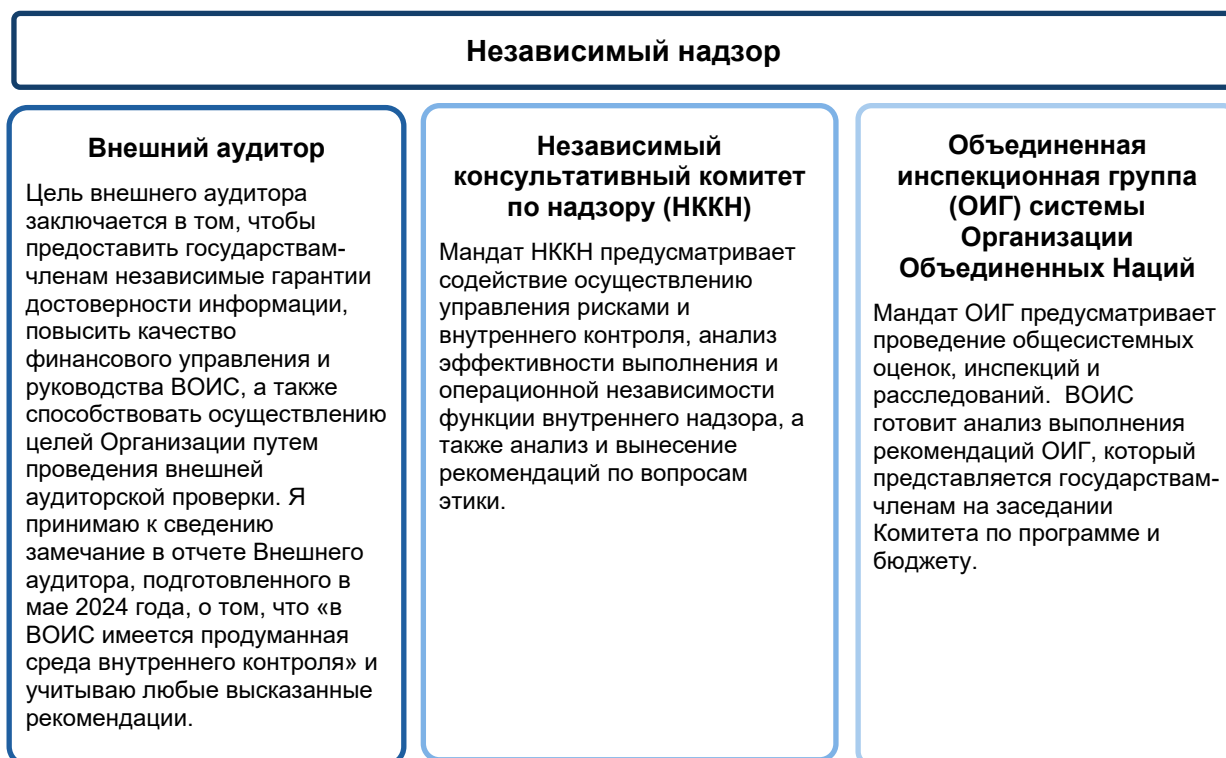 Независимый надзор
Внешний аудитор
Цель внешнего аудитора
заключается в том, чтобы
предоставить государствам-
членам независимые гарантии
достоверности информации,
повысить качество
финансового управления и
руководства ВОИС, а также
способствовать осуществлению
целей Организации путем
проведения внешней
аудиторской проверки. Я
принимаю к сведению
замечание в отчете Внешнего
аудитора, подготовленного в
мае 2024 года, о том, что «в
ВОИС имеется продуманная
среда внутреннего контроля» и
учитываю любые высказанные
рекомендации.
Независимый
консультативный комитет
по надзору (НККН)
Мандат НККН предусматривает
содействие осуществлению
управления рисками и
внутреннего контроля, анализ
эффективности выполнения и
операционной независимости
функции внутреннего надзора, а
также анализ и вынесение
рекомендаций по вопросам
этики.
Объединенная
инспекционная группа
(ОИГ) системы
Организации
Объединенных Наций
Мандат ОИГ предусматривает
проведение общесистемных
оценок, инспекций и
расследований.  ВОИС
готовит анализ выполнения
рекомендаций ОИГ, который
представляется государствам-
членам на заседании
Комитета по программе и
бюджету.